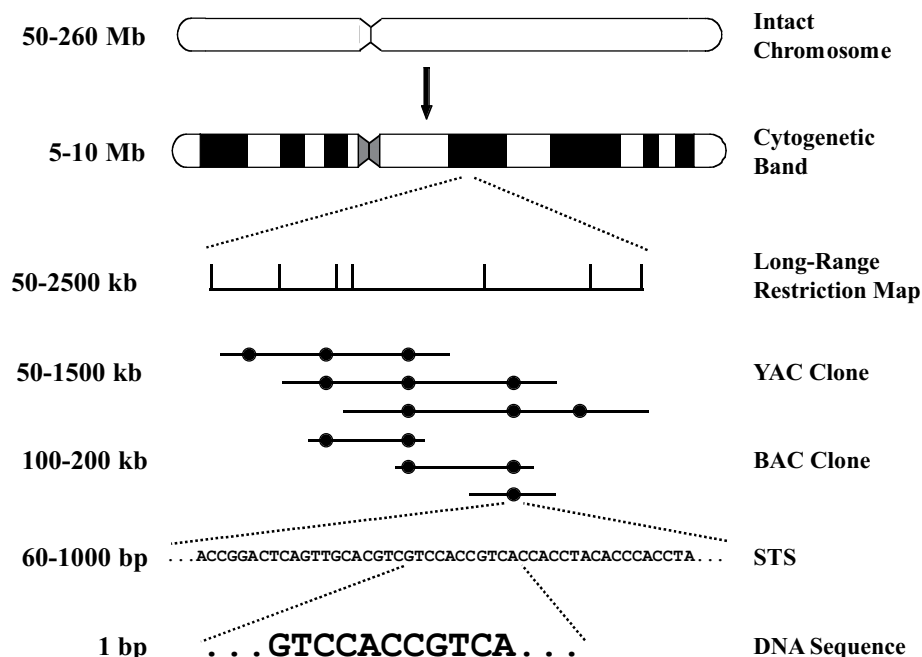 50-260 Mb
Intact
Chromosome
5-10 Mb
Cytogenetic
Band
50-2500 kb
Long-Range
Restriction Map
50-1500 kb
YAC Clone
100-200 kb
BAC Clone
60-1000 bp
...ACCGGACTCAGTTGCACGTCGTCCACCGTCACCACCTACACCCACCTA...
STS
1 bp
...GTCCACCGTCA...
DNA Sequence